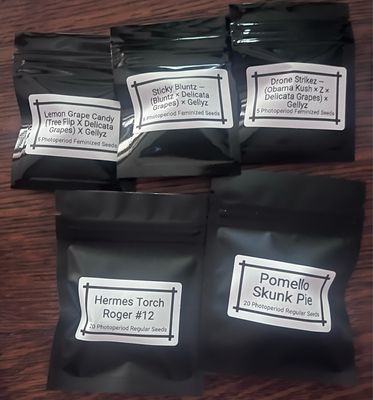 Lemon Grape Candy
(Tree Flip X Delicata
Grapes) × Gellyz
5 Photoperiod Feminized Seeds
Sticky Bluntz —
(Bluntz × Delicata
Grapes) × Gellyz
5 Photoperiod Feminized Seeds
Drone Strikez —
(Obama Kush × Z ×
Delicata Grapes) ×
Gellyz
5 Photoperiod Feminized Seeds
Hermes Torch
Roger #12
20 Photoperiod Regular Seeds
Pomello
Skunk Pie
20 Photoperiod Regular Seeds